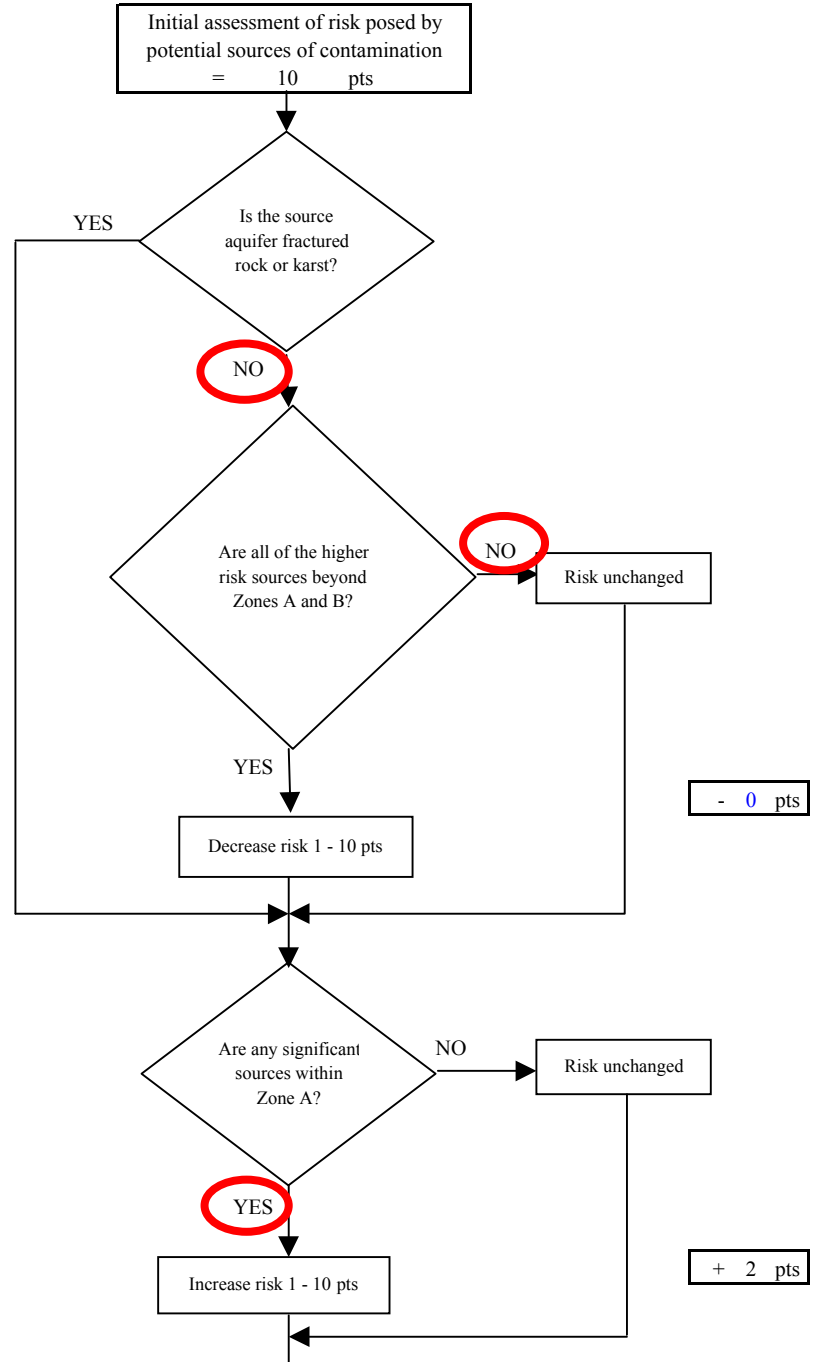 Initial assessment of risk posed by
potential sources of contamination
= 10 pts
YES
Is the source
aquifer fractured
rock or karst?
NO
Are all of the higher
risk sources beyond
Zones A and B?
NO
Risk unchanged
YES
- 0 pts
Decrease risk 1 - 10 pts
Are any significant
sources within
Zone A?
NO
Risk unchanged
YES
+ 2 pts
Increase risk 1 - 10 pts